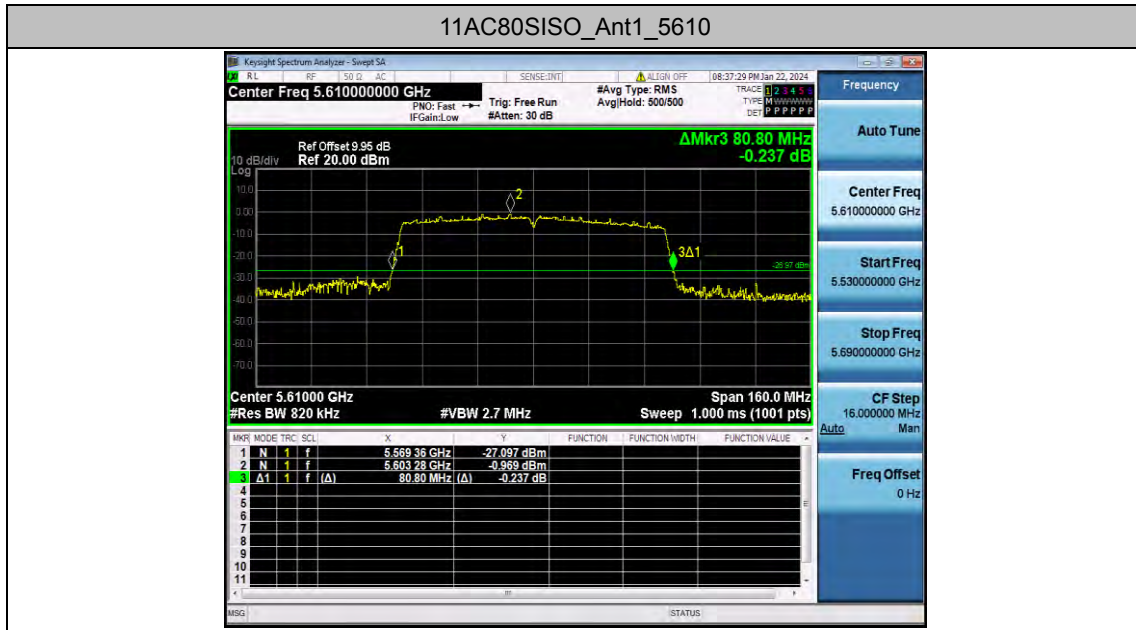 11AC80SISO_Ant1_5610
Keysight Spectrum Analyzer - Swept SA
RL RF 50 Ω AC SENSE:INT ALIGN OFF 08:37:29 PM Jan 22, 2024
Center Freq 5.610000000 GHz
PNO: Fast Trig: Free Run #Avg Type: RMS TRACE 1 2 3 4 5 6
IFGain:Low #Atten: 30 dB Avg|Hold: 500/500 TYPE M WWWWW
DET P P P P P P
ΔMkr3 80.80 MHz
-0.237 dB
Ref Offset 9.95 dB
10 dB/div Ref 20.00 dBm
Log
10.0
0.00
-10.0
-20.0
-30.0
-40.0
-50.0
-60.0
-70.0
2
1
3Δ1
-26.97 dBm
Center 5.61000 GHz Span 160.0 MHz
#Res BW 820 kHz #VBW 2.7 MHz Sweep 1.000 ms (1001 pts)
MKR MODE TRC SCL X Y FUNCTION FUNCTION WIDTH FUNCTION VALUE
1 N 1 f 5.569 36 GHz -27.097 dBm
2 N 1 f 5.603 28 GHz -0.969 dBm
3 Δ1 1 f (Δ) 80.80 MHz (Δ) -0.237 dB
4
5
6
7
8
9
10
11
MSG STATUS
Frequency
Auto Tune
Center Freq
5.610000000 GHz
Start Freq
5.530000000 GHz
Stop Freq
5.690000000 GHz
CF Step
16.000000 MHz
Auto Man
Freq Offset
0 Hz